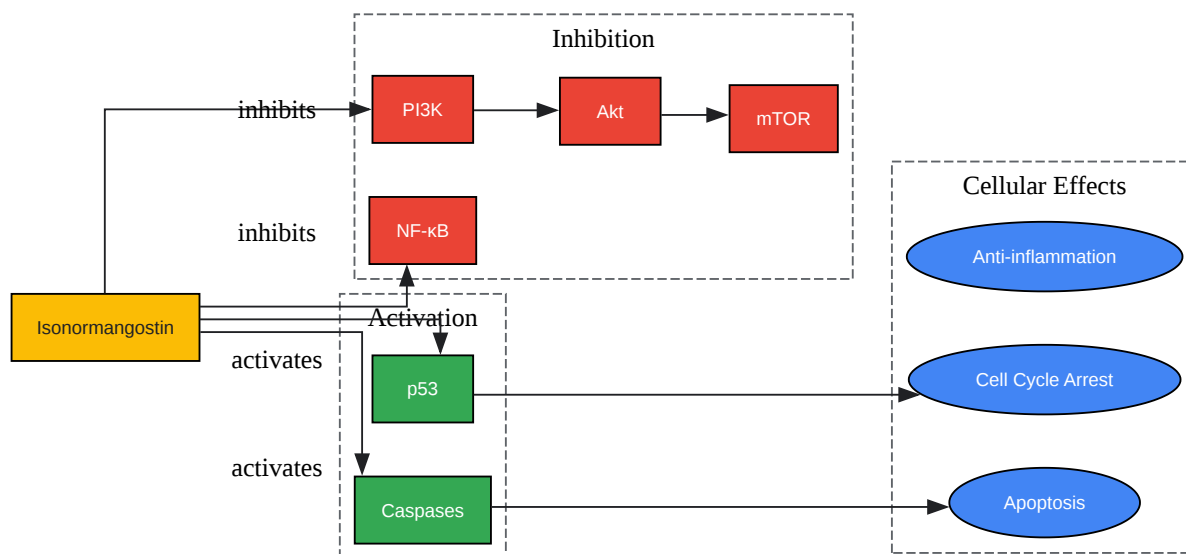 Inhibition
inhibits
PI3K
Akt
mTOR
inhibits
NF-κB
Isonormangostin
Activation
activates
p53
activates
Caspases
Cellular Effects
Anti-inflammation
Cell Cycle Arrest
Apoptosis